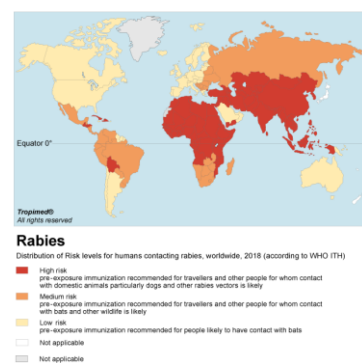 Equator 0°
Tropimed®
All rights reserved
Rabies
Distribution of Risk levels for humans contacting rabies, worldwide, 2018 (according to WHO ITH)
High risk
pre-exposure immunization recommended for travellers and other people for whom contact
with domestic animals particularly dogs and other rabies vectors is likely
Medium risk
pre-exposure immunization recommended for travellers and other people for whom contact
with bats and other wildlife is likely
Low risk
pre-exposure immunization recommended for people likely to have contact with bats
Not applicable
Not applicable